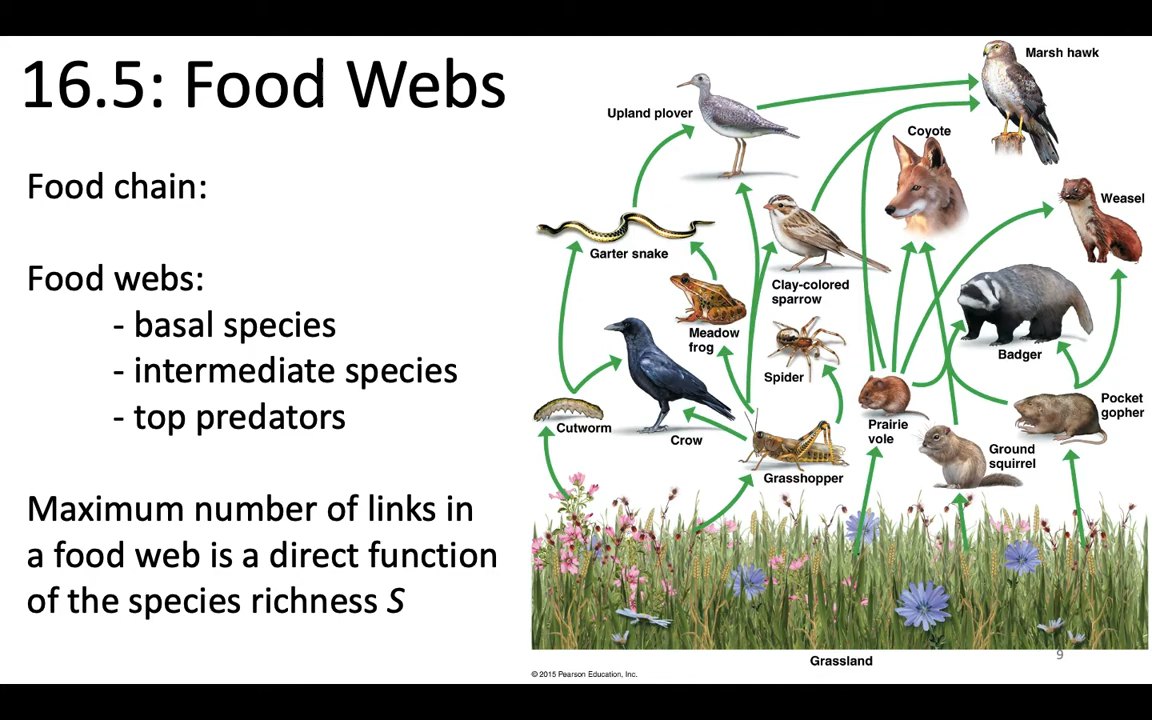 16.5: Food Webs
Food chain:
Food webs:
- basal species
- intermediate species
- top predators
Maximum number of links in
a food web is a direct function
of the species richness S
Marsh hawk
Upland plover
Coyote
Weasel
Garter snake
Clay-colored
sparrow
Meadow
frog
Badger
Spider
Pocket
gopher
Cutworm
Crow
Prairie
vole
Ground
squirrel
Grasshopper
Grassland
9
© 2015 Pearson Education, Inc.